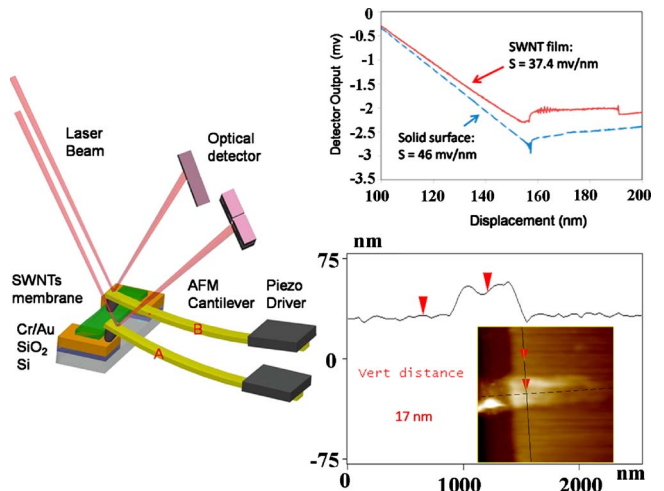 Laser
Beam
Optical
detector
SWNTs
membrane
AFM
Cantilever
Piezo
Driver
Cr/Au
SiO₂
Si
B
A
Detector Output (mv)
0
-0.5
-1
-1.5
-2
-2.5
-3
-3.5
SWNT film:
S = 37.4 mv/nm
Solid surface:
S = 46 mv/nm
100
120
140
160
180
200
Displacement (nm)
nm
75
0
-75
Vert distance
17 nm
0
1000
2000
nm